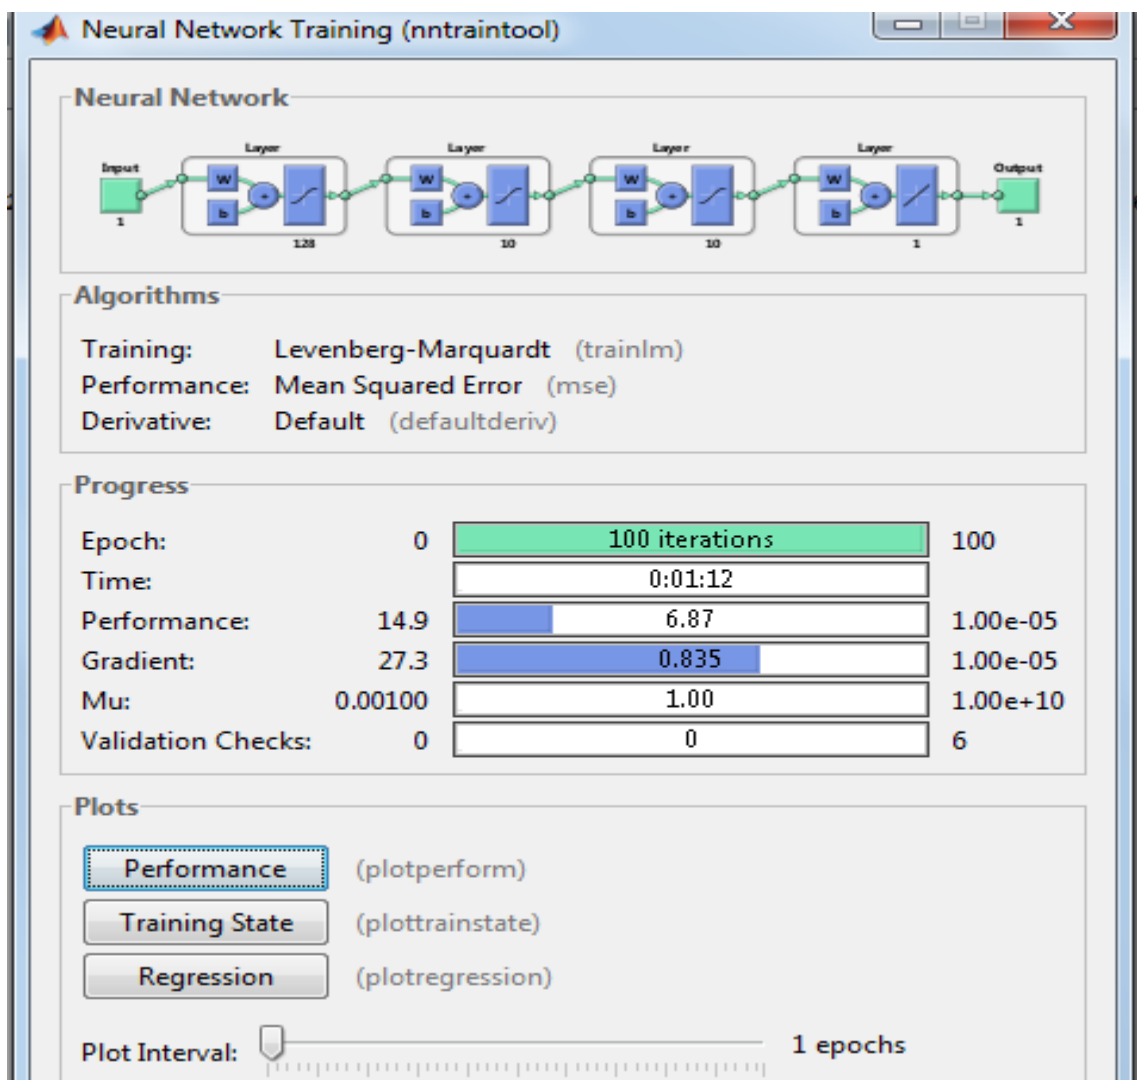 Neural Network Training (nntraintool)
Neural Network
Layer Layer Layer Layer
Input Output
W W W W
b b b b
1 128 10 10 1 1
Algorithms
Training: Levenberg-Marquardt (trainlm)
Performance: Mean Squared Error (mse)
Derivative: Default (defaultderiv)
Progress
Epoch: 0 100 iterations 100
Time: 0:01:12
Performance: 14.9 6.87 1.00e-05
Gradient: 27.3 0.835 1.00e-05
Mu: 0.00100 1.00 1.00e+10
Validation Checks: 0 0 6
Plots
Performance (plotperform)
Training State (plottrainstate)
Regression (plotregression)
Plot Interval: 1 epochs